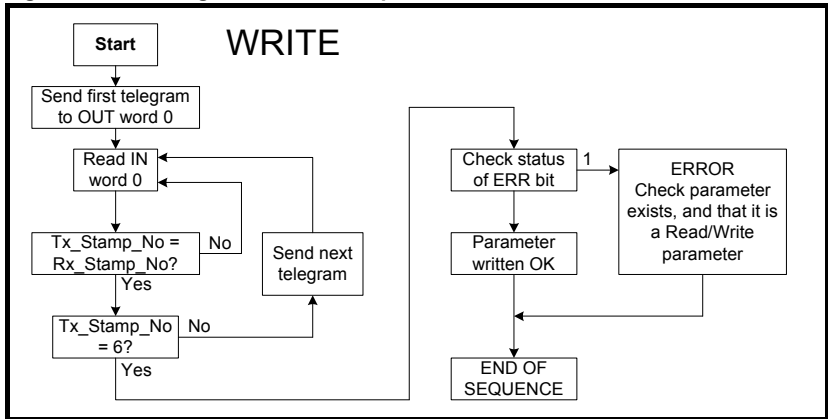 WRITE
Start
Send first telegram
to OUT word 0
Read IN
word 0
Tx_Stamp_No =
Rx_Stamp_No?
No
Yes
Tx_Stamp_No
= 6?
No
Yes
Send next
telegram
Check status
of ERR bit
1
ERROR
Check parameter
exists, and that it is
a Read/Write
parameter
Parameter
written OK
END OF
SEQUENCE